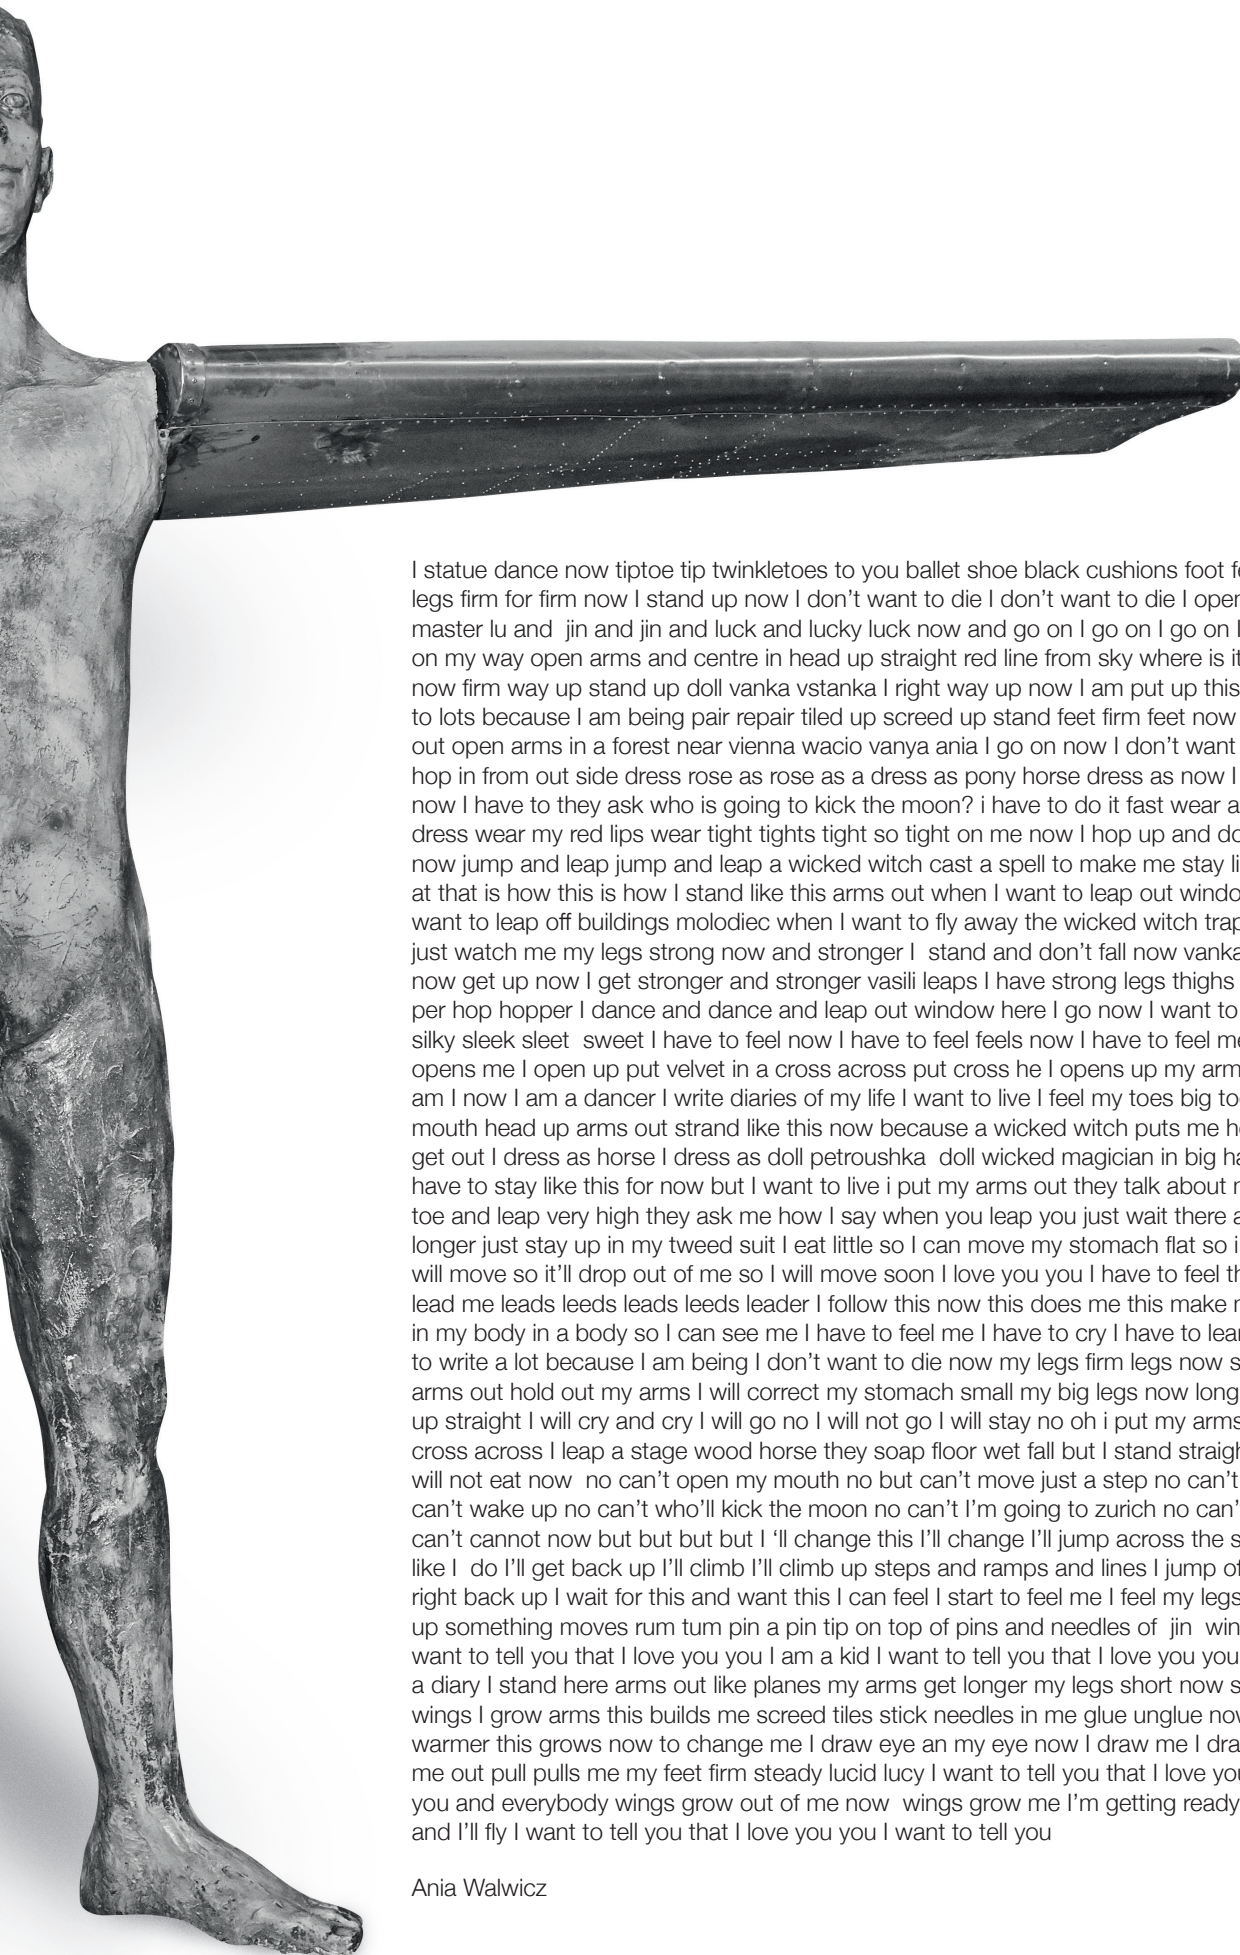 I statue dance now tiptoe tip twinkletoes to you ballet shoe black cushions foot fe
legs firm for firm now I stand up now I don’t want to die I don’t want to die I open
master lu and jin and jin and luck and lucky luck now and go on I go on I go on I
on my way open arms and centre in head up straight red line from sky where is it
now firm way up stand up doll vanka vstanka I right way up now I am put up this
to lots because I am being pair repair tiled up screed up stand feet firm feet now
out open arms in a forest near vienna wacio vanya ania I go on now I don’t want
hop in from out side dress rose as rose as a dress as pony horse dress as now I
now I have to they ask who is going to kick the moon? i have to do it fast wear a
dress wear my red lips wear tight tights tight so tight on me now I hop up and do
now jump and leap jump and leap a wicked witch cast a spell to make me stay li
at that is how this is how I stand like this arms out when I want to leap out windo
want to leap off buildings molodiec when I want to fly away the wicked witch trap
just watch me my legs strong now and stronger I stand and don’t fall now vanka
now get up now I get stronger and stronger vasili leaps I have strong legs thighs
per hop hopper I dance and dance and leap out window here I go now I want to
silky sleek sleet sweet I have to feel now I have to feel feels now I have to feel me
opens me I open up put velvet in a cross across put cross he I opens up my arm
am I now I am a dancer I write diaries of my life I want to live I feel my toes big toe
mouth head up arms out strand like this now because a wicked witch puts me he
get out I dress as horse I dress as doll petroushka doll wicked magician in big ha
have to stay like this for now but I want to live i put my arms out they talk about m
toe and leap very high they ask me how I say when you leap you just wait there a
longer just stay up in my tweed suit I eat little so I can move my stomach flat so i
will move so it’ll drop out of me so I will move soon I love you you I have to feel th
lead me leads leeds leads leeds leader I follow this now this does me this make m
in my body in a body so I can see me I have to feel me I have to cry I have to lear
to write a lot because I am being I don’t want to die now my legs firm legs now s
arms out hold out my arms I will correct my stomach small my big legs now long
up straight I will cry and cry I will go no I will not go I will stay no oh i put my arms
cross across I leap a stage wood horse they soap floor wet fall but I stand straigh
will not eat now no can’t open my mouth no but can’t move just a step no can’t
can’t wake up no can’t who’ll kick the moon no can’t I’m going to zurich no can’
can’t cannot now but but but but I ‘ll change this I’ll change I’ll jump across the s
like I do I’ll get back up I’ll climb I’ll climb up steps and ramps and lines I jump of
right back up I wait for this and want this I can feel I start to feel me I feel my legs
up something moves rum tum pin a pin tip on top of pins and needles of jin win
want to tell you that I love you you I am a kid I want to tell you that I love you you
a diary I stand here arms out like planes my arms get longer my legs short now s
wings I grow arms this builds me screed tiles stick needles in me glue unglue now
warmer this grows now to change me I draw eye an my eye now I draw me I dra
me out pull pulls me my feet firm steady lucid lucy I want to tell you that I love you
you and everybody wings grow out of me now wings grow me I’m getting ready
and I’ll fly I want to tell you that I love you you I want to tell you
Ania Walwicz